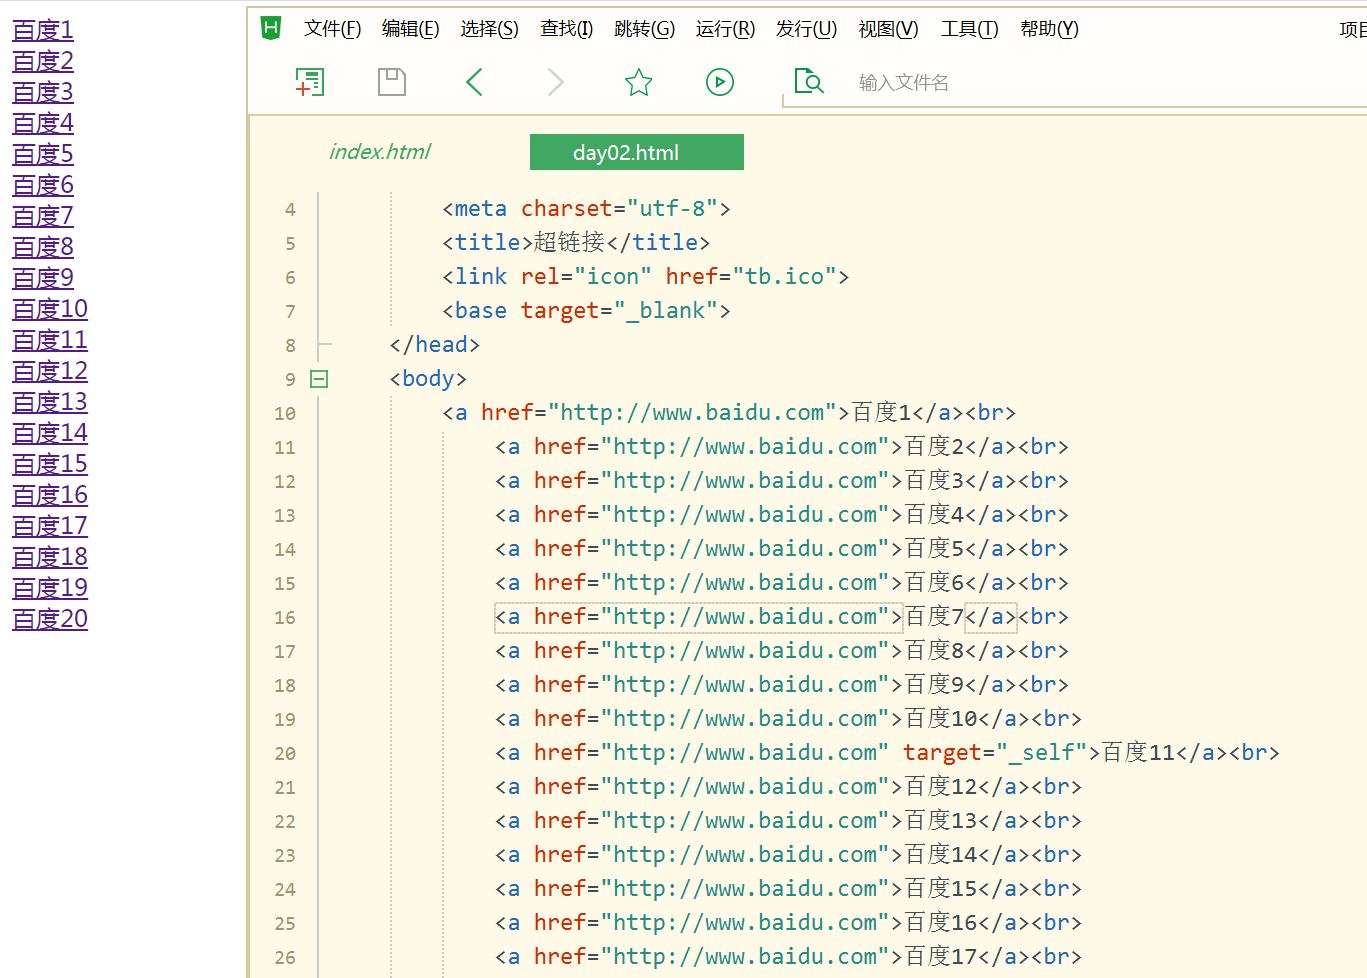 百度1
百度2
百度3
百度4
百度5
百度6
百度7
百度8
百度9
百度10
百度11
百度12
百度13
百度14
百度15
百度16
百度17
百度18
百度19
百度20
H 文件(F) 编辑(E) 选择(S) 查找(I) 跳转(G) 运行(R) 发行(U) 视图(V) 工具(T) 帮助(Y) 项目
输入文件名
index.html day02.html
4 <meta charset="utf-8">
5 <title>超链接</title>
6 <link rel="icon" href="tb.ico">
7 <base target="_blank">
8 </head>
9 <body>
10 <a href="http://www.baidu.com">百度1</a><br>
11 <a href="http://www.baidu.com">百度2</a><br>
12 <a href="http://www.baidu.com">百度3</a><br>
13 <a href="http://www.baidu.com">百度4</a><br>
14 <a href="http://www.baidu.com">百度5</a><br>
15 <a href="http://www.baidu.com">百度6</a><br>
16 <a href="http://www.baidu.com">百度7</a><br>
17 <a href="http://www.baidu.com">百度8</a><br>
18 <a href="http://www.baidu.com">百度9</a><br>
19 <a href="http://www.baidu.com">百度10</a><br>
20 <a href="http://www.baidu.com" target="_self">百度11</a><br>
21 <a href="http://www.baidu.com">百度12</a><br>
22 <a href="http://www.baidu.com">百度13</a><br>
23 <a href="http://www.baidu.com">百度14</a><br>
24 <a href="http://www.baidu.com">百度15</a><br>
25 <a href="http://www.baidu.com">百度16</a><br>
26 <a href="http://www.baidu.com">百度17</a><br>